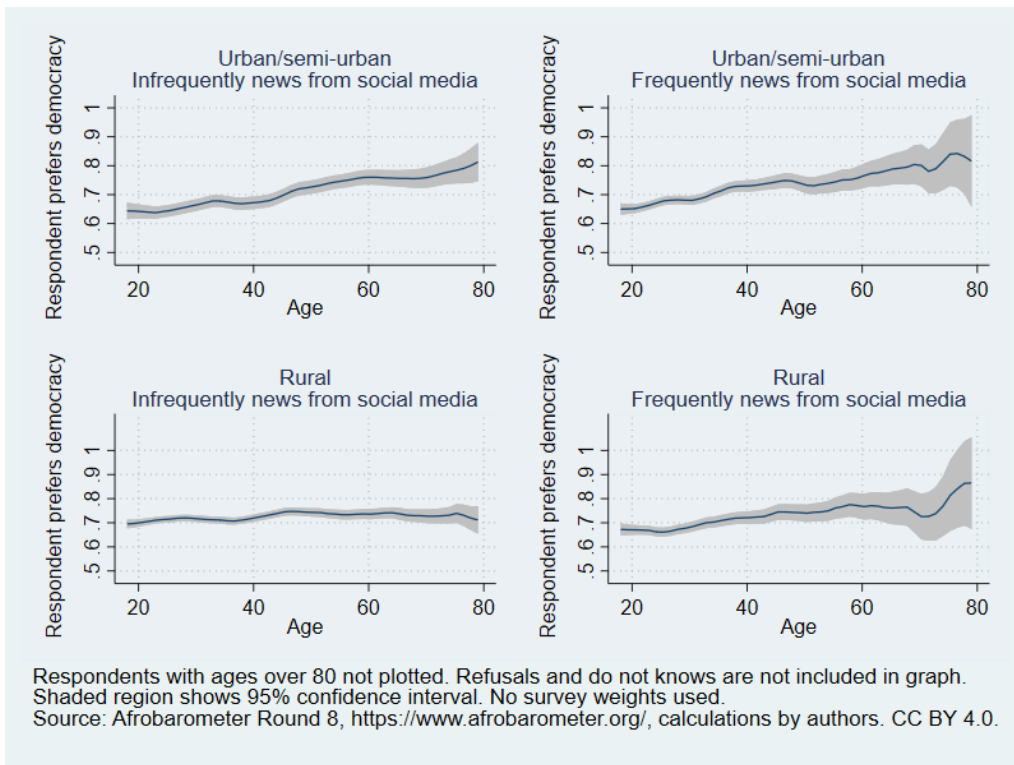 Urban/semi-urban
Infrequently news from social media
Respondent prefers democracy
1
.9
.8
.7
.6
.5
20 40 60 80
Age
Urban/semi-urban
Frequently news from social media
Respondent prefers democracy
1
.9
.8
.7
.6
.5
20 40 60 80
Age
Rural
Infrequently news from social media
Respondent prefers democracy
1
.9
.8
.7
.6
.5
20 40 60 80
Age
Rural
Frequently news from social media
Respondent prefers democracy
1
.9
.8
.7
.6
.5
20 40 60 80
Age
Respondents with ages over 80 not plotted. Refusals and do not knows are not included in graph.
Shaded region shows 95% confidence interval. No survey weights used.
Source: Afrobarometer Round 8, https://www.afrobarometer.org/, calculations by authors. CC BY 4.0.